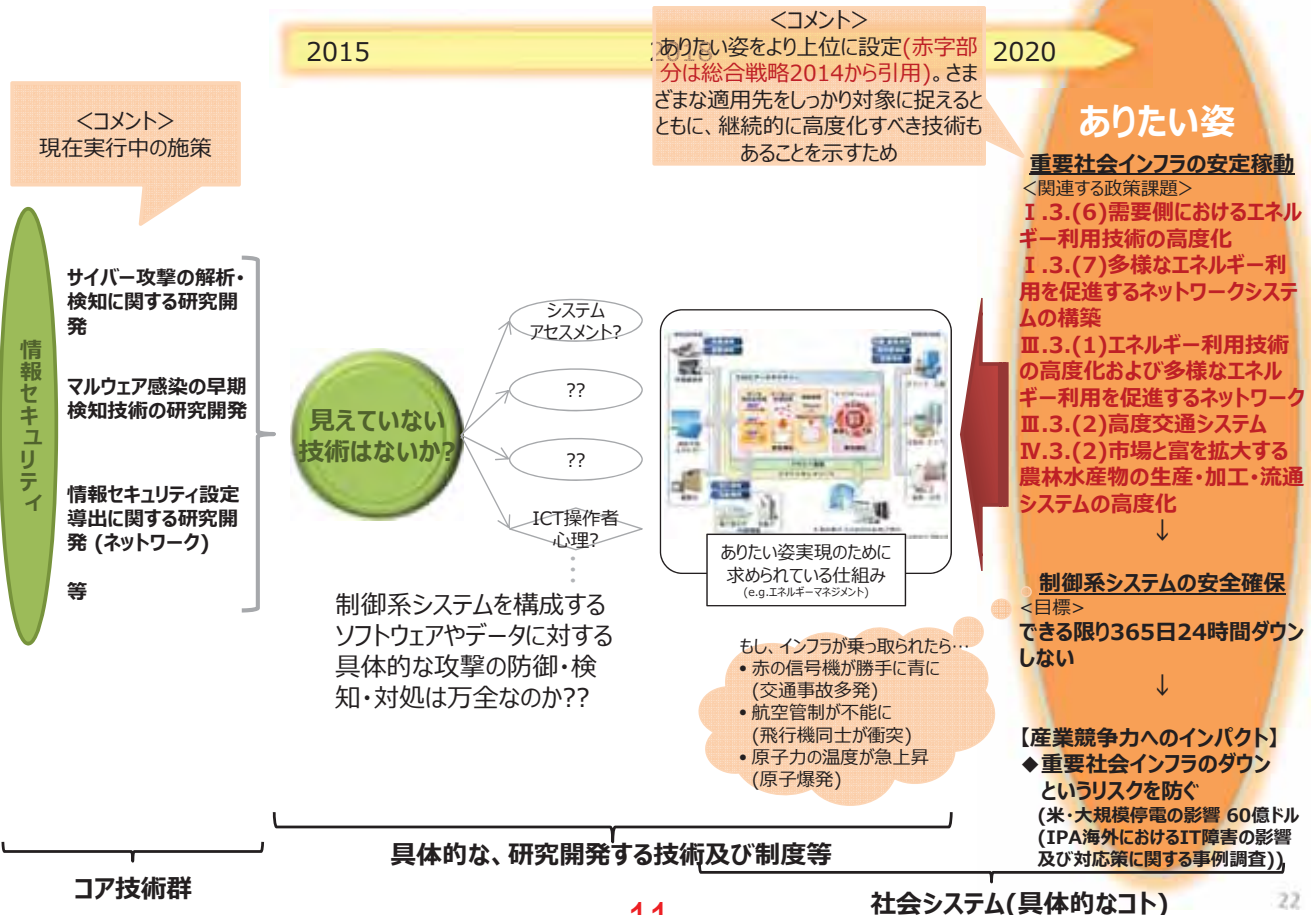 2015
2020
<コメント>
ありたい姿をより上位に設定(赤字部
分は総合戦略2014から引用)。さま
ざまな適用先をしっかり対象に捉えると
ともに、継続的に高度化すべき技術も
あることを示すため
<コメント>
現在実行中の施策
情報セキュリティ
サイバー攻撃の解析・
検知に関する研究開
発
マルウェア感染の早期
検知技術の研究開発
情報セキュリティ設定
導出に関する研究開
発 (ネットワーク)
等
見えていない
技術はないか?
システム
アセスメント?
??
??
ICT操作者
心理?
⋮
制御系システムを構成する
ソフトウェアやデータに対する
具体的な攻撃の防御・検
知・対処は万全なのか??
ありたい姿実現のために
求められている仕組み
(e.g.エネルギーマネジメント)
もし、インフラが乗っ取られたら…
• 赤の信号機が勝手に青に
(交通事故多発)
• 航空管制が不能に
(飛行機同士が衝突)
• 原子力の温度が急上昇
(原子爆発)
ありたい姿
重要社会インフラの安定稼動
<関連する政策課題>
Ⅰ.3.(6)需要側におけるエネル
ギー利用技術の高度化
Ⅰ.3.(7)多様なエネルギー利
用を促進するネットワークシステ
ムの構築
Ⅲ.3.(1)エネルギー利用技術
の高度化および多様なエネル
ギー利用を促進するネットワーク
Ⅲ.3.(2)高度交通システム
Ⅳ.3.(2)市場と富を拡大する
農林水産物の生産・加工・流通
システムの高度化
↓
制御系システムの安全確保
<目標>
できる限り365日24時間ダウン
しない
↓
【産業競争力へのインパクト】
◆重要社会インフラのダウン
というリスクを防ぐ
(米・大規模停電の影響 60億ドル
(IPA海外におけるIT障害の影響
及び対応策に関する事例調査))
コア技術群
具体的な、研究開発する技術及び制度等
社会システム(具体的なコト)
11
22